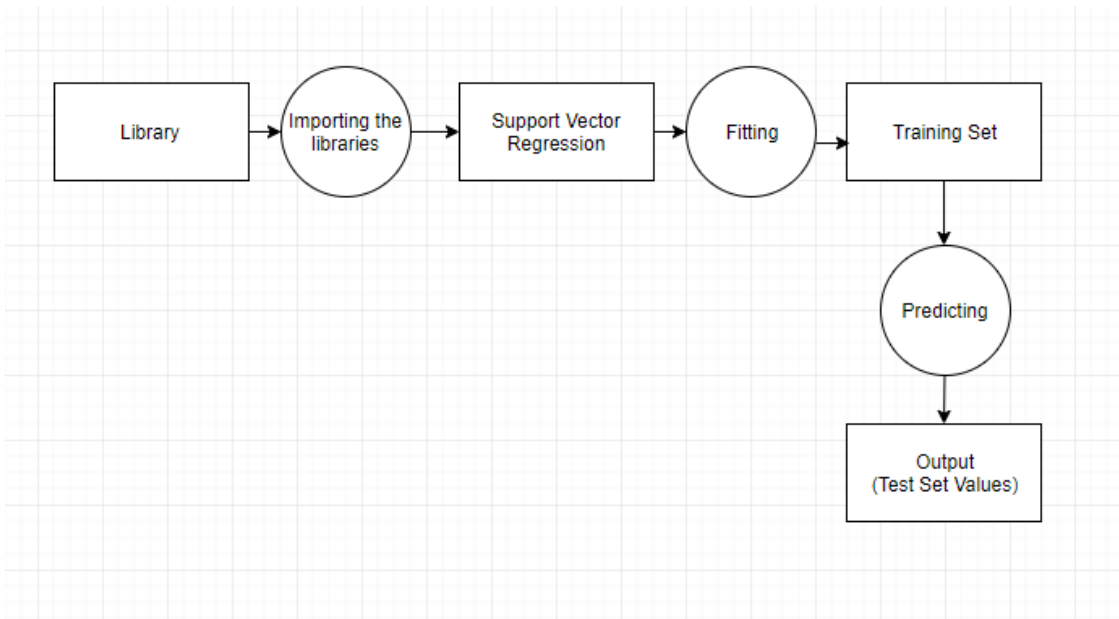 Library
Importing the
libraries
Support Vector
Regression
Fitting
Training Set
Predicting
Output
(Test Set Values)